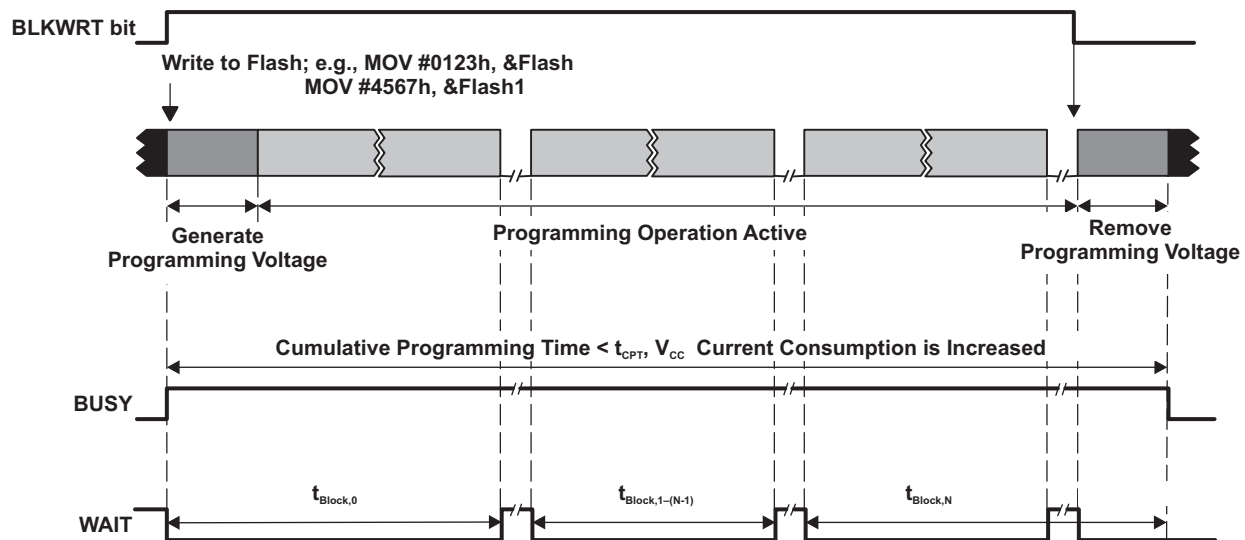 BLKWRT bit
Write to Flash; e.g., MOV #0123h, &Flash
MOV #4567h, &Flash1
Generate
Programming Voltage
Programming Operation Active
Remove
Programming Voltage
Cumulative Programming Time < tCPT, VCC Current Consumption is Increased
BUSY
tBlock,0
tBlock,1–(N-1)
tBlock,N
WAIT